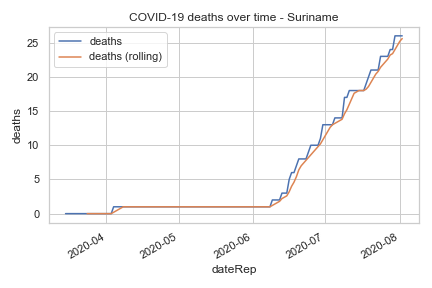 COVID-19 deaths over time - Suriname
deaths
deaths (rolling)
25
20
15
10
5
0
deaths
2020-04
2020-05
2020-06
2020-07
2020-08
dateRep